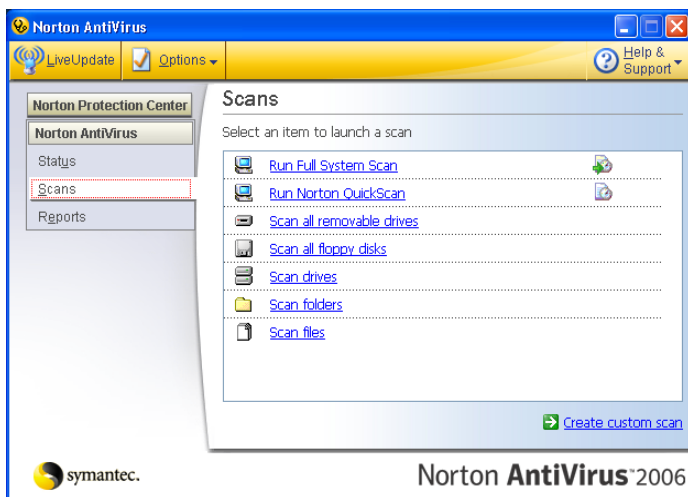 Norton AntiVirus
LiveUpdate
Options
Help &
Support
Norton Protection Center
Norton AntiVirus
Status
Scans
Reports
Scans
Select an item to launch a scan
Run Full System Scan
Run Norton QuickScan
Scan all removable drives
Scan all floppy disks
Scan drives
Scan folders
Scan files
Create custom scan
symantec.
Norton AntiVirus 2006